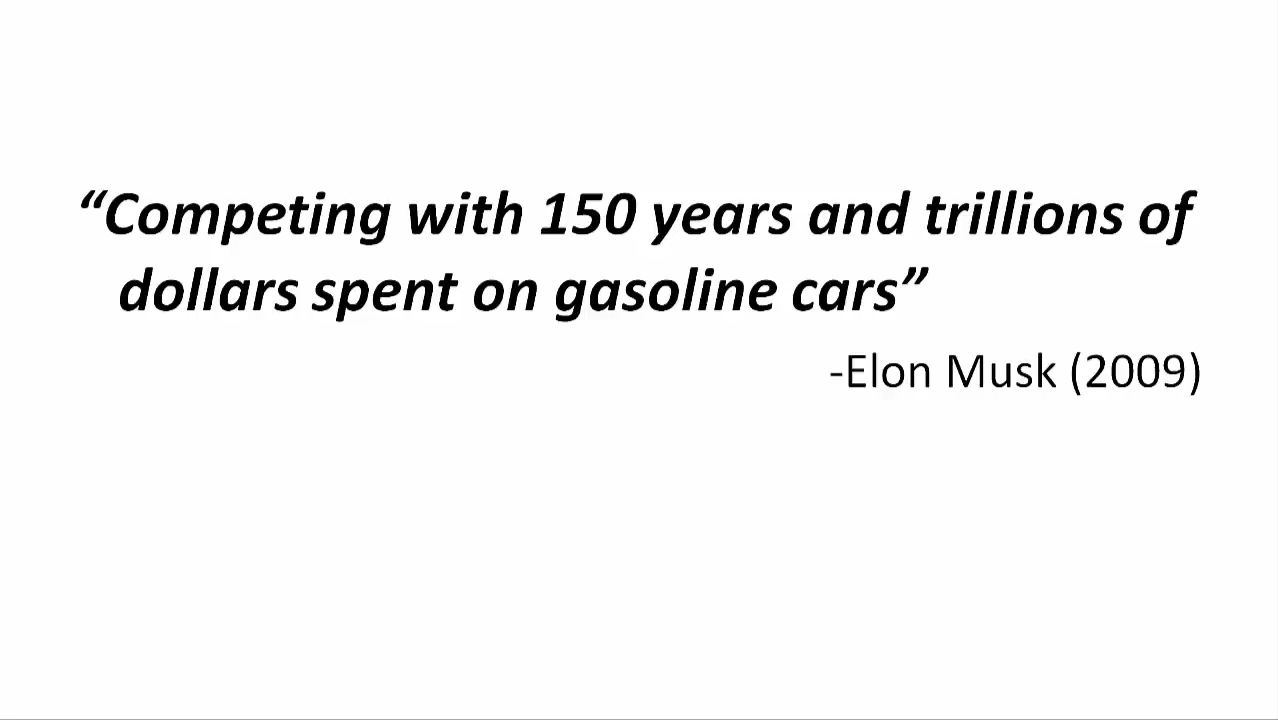 “Competing with 150 years and trillions of
dollars spent on gasoline cars”
-Elon Musk (2009)